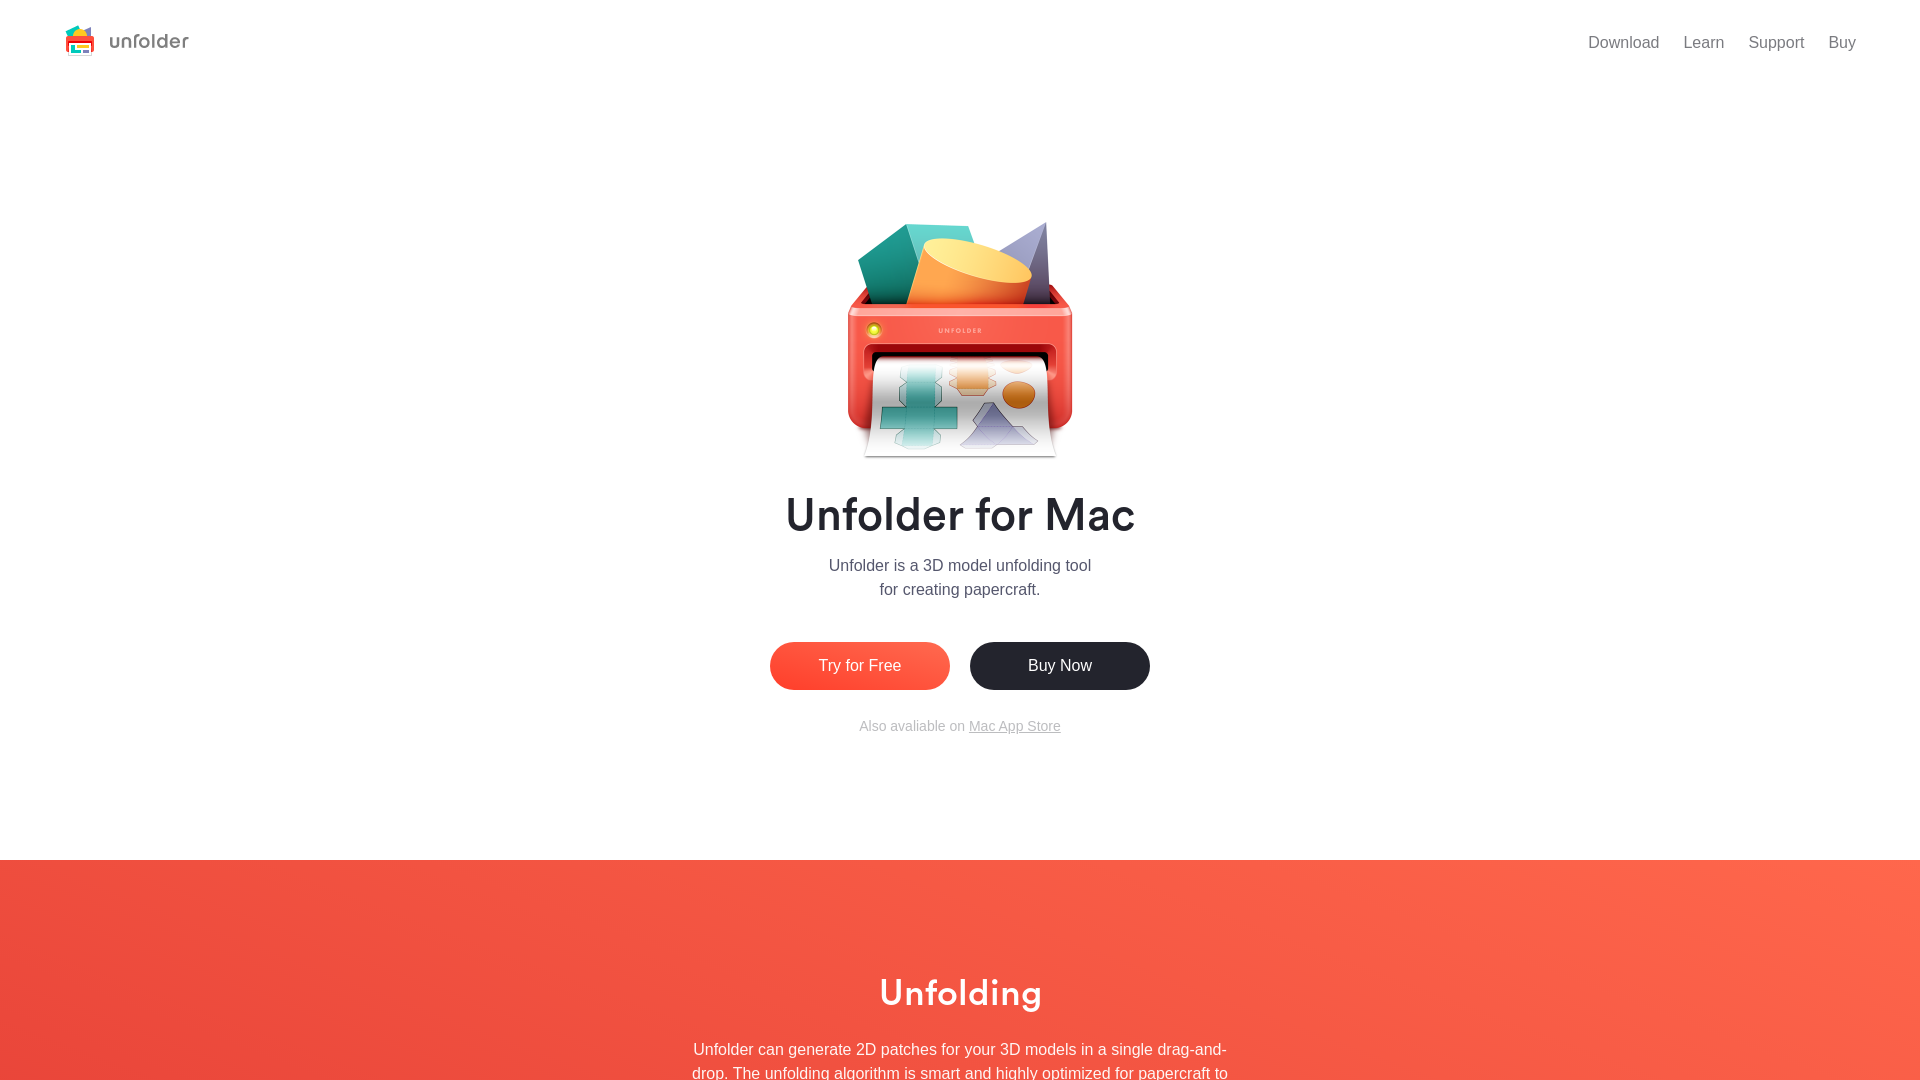 unfolder
Download Learn Support Buy
UNFOLDER
Unfolder for Mac
Unfolder is a 3D model unfolding tool
for creating papercraft.
Try for Free Buy Now
Also avaliable on Mac App Store
Unfolding
Unfolder can generate 2D patches for your 3D models in a single drag-and-
drop. The unfolding algorithm is smart and highly optimized for papercraft to